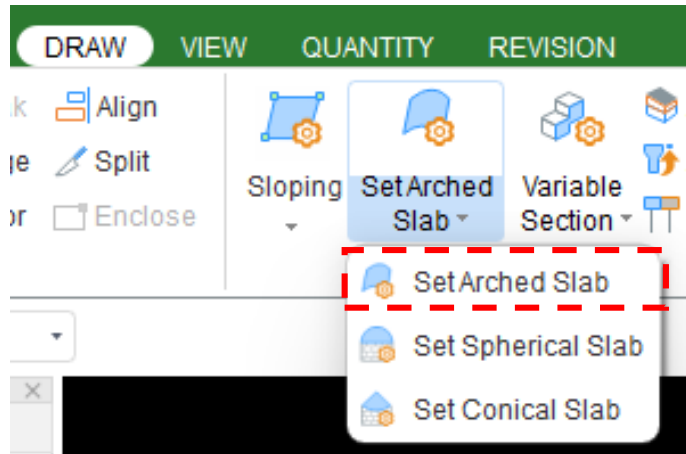 DRAW VIEW QUANTITY REVISION
Align
Split
Enclose
Sloping
Set Arched
Slab
Variable
Section
Set Arched Slab
Set Spherical Slab
Set Conical Slab